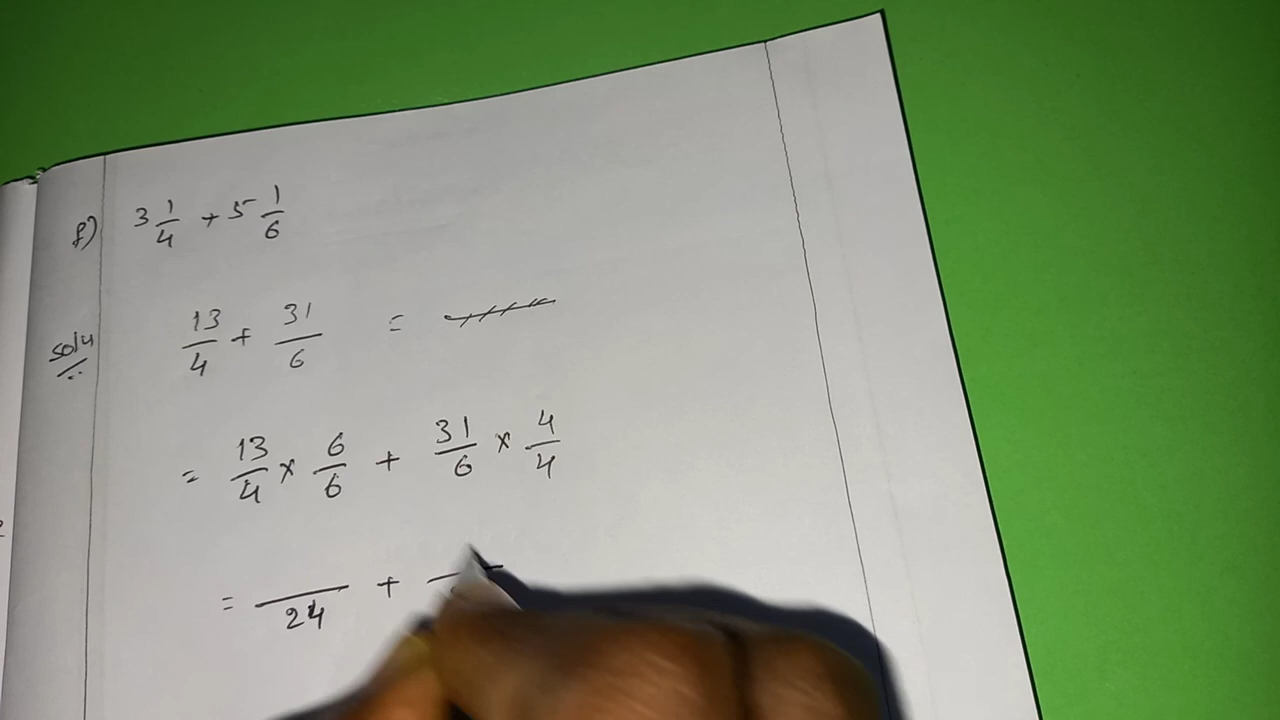 f) 3 1/4 + 5 1/6
Solu 13/4 + 31/6 =
= 13/4 × 6/6 + 31/6 × 4/4
= /24 +